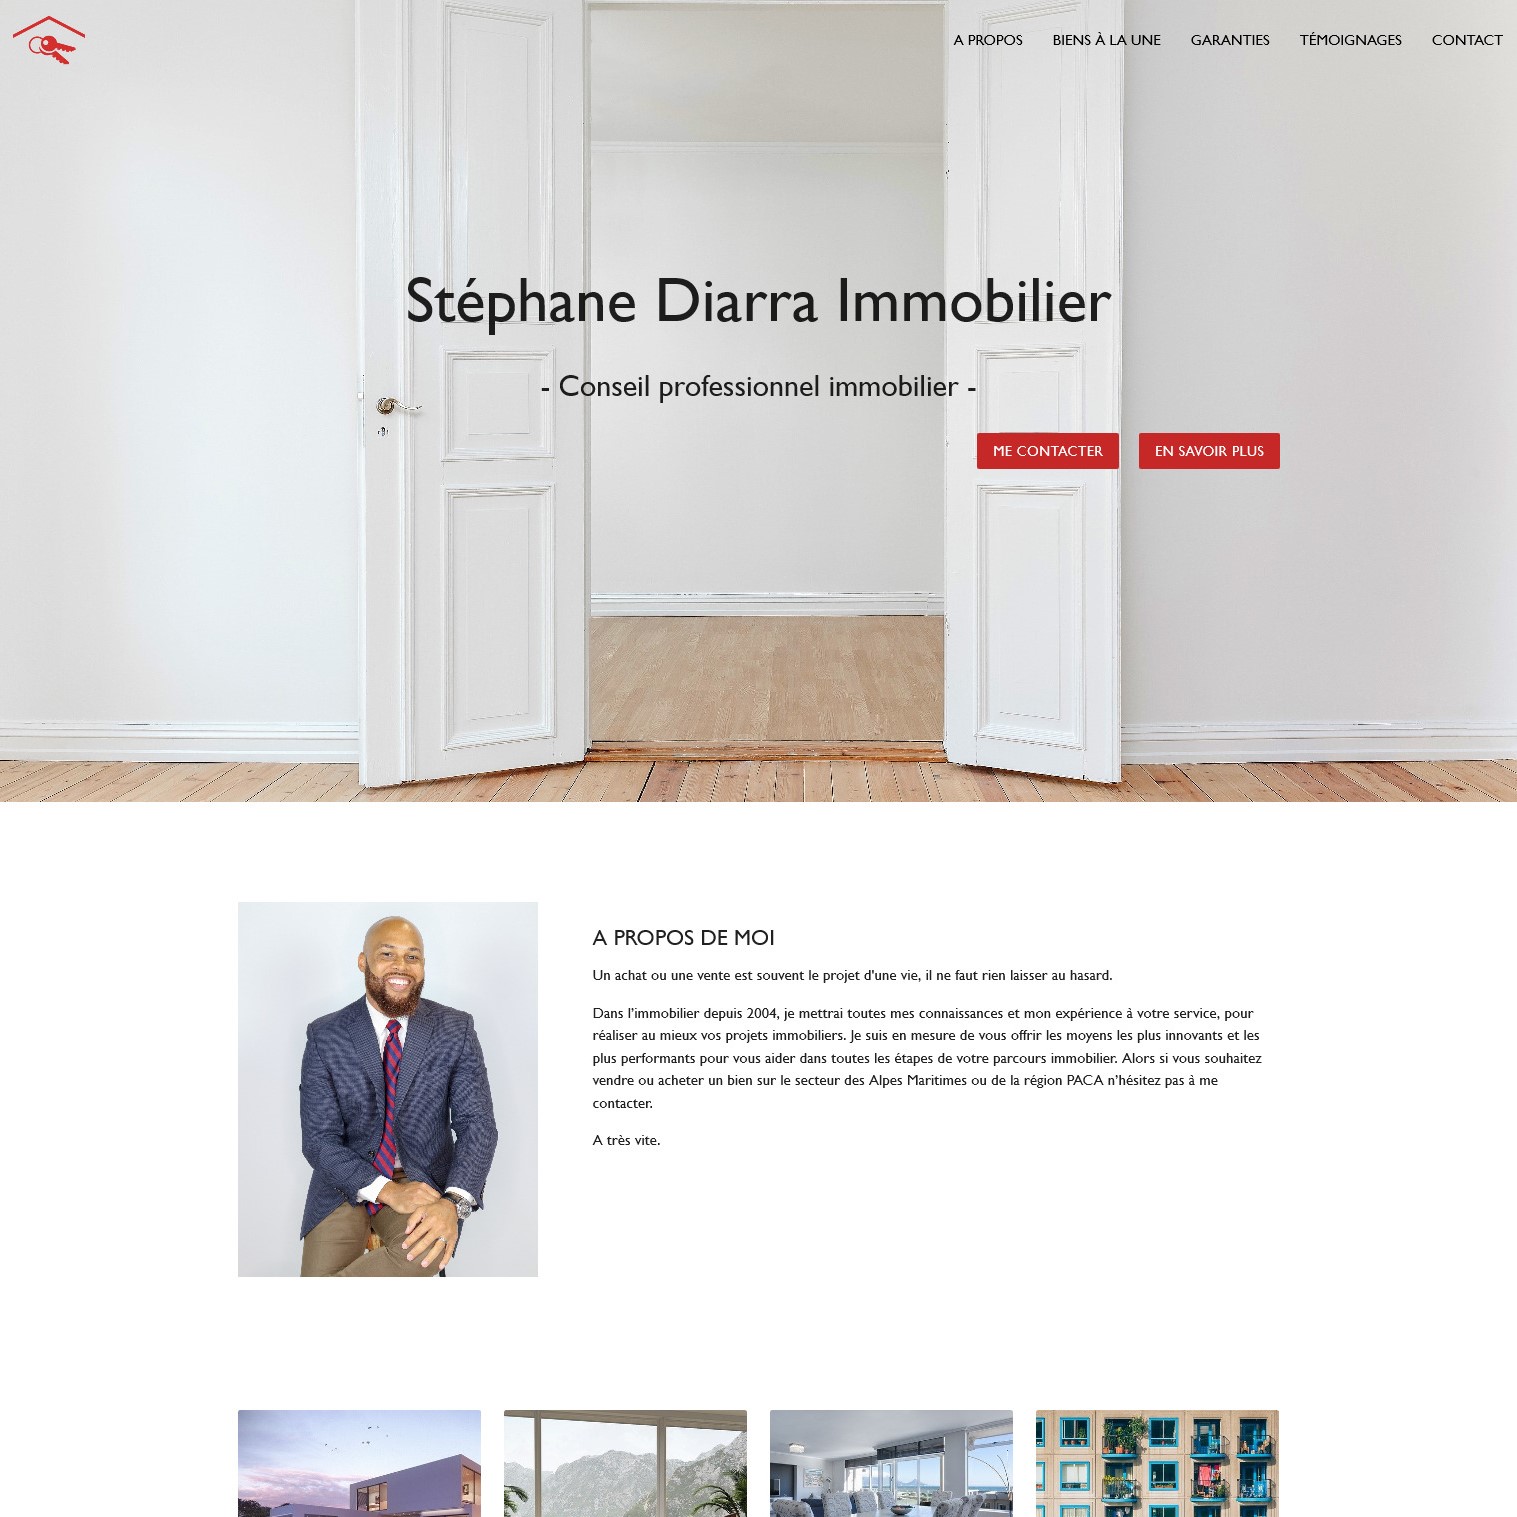 A PROPOS
BIENS À LA UNE
GARANTIES
TÉMOIGNAGES
CONTACT
Stéphane Diarra Immobilier
- Conseil professionnel immobilier -
ME CONTACTER
EN SAVOIR PLUS
A PROPOS DE MOI
Un achat ou une vente est souvent le projet d'une vie, il ne faut rien laisser au hasard.
Dans l’immobilier depuis 2004, je mettrai toutes mes connaissances et mon expérience à votre service, pour
réaliser au mieux vos projets immobiliers. Je suis en mesure de vous offrir les moyens les plus innovants et les
plus performants pour vous aider dans toutes les étapes de votre parcours immobilier. Alors si vous souhaitez
vendre ou acheter un bien sur le secteur des Alpes Maritimes ou de la région PACA n’hésitez pas à me
contacter.
A très vite.